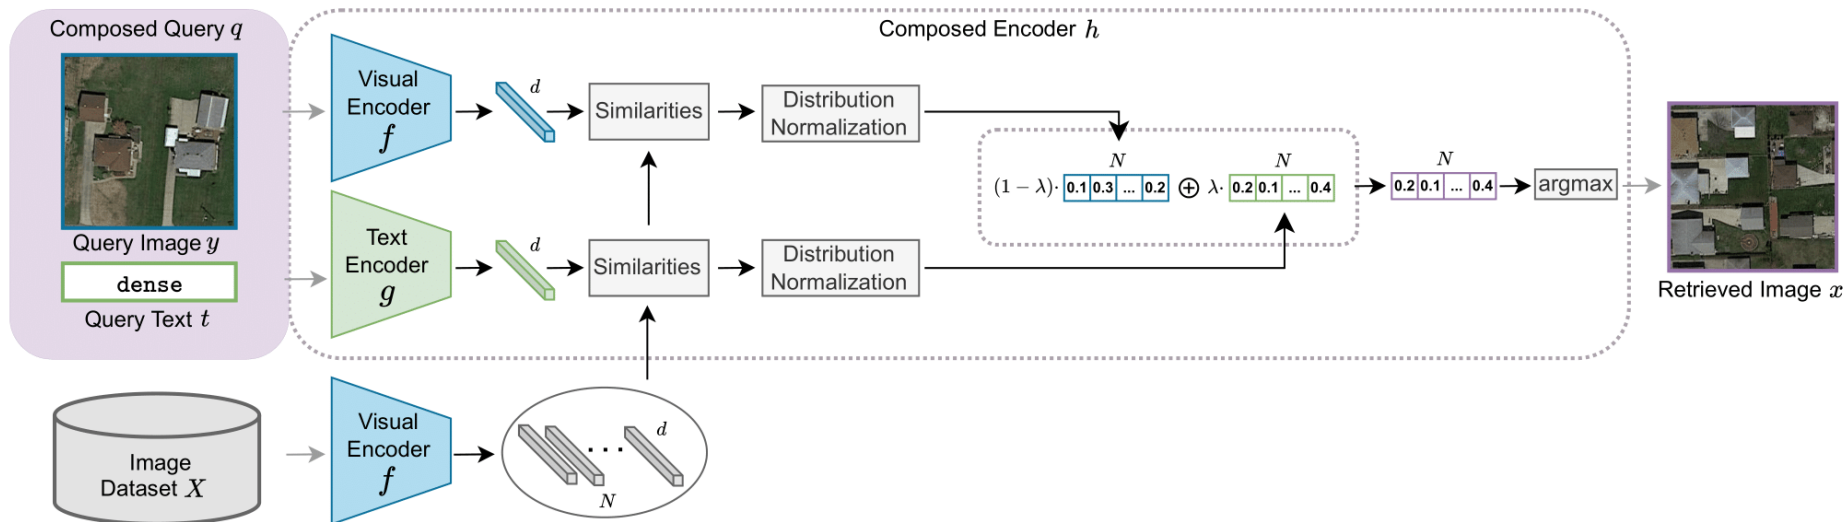 Composed Query q
Query Image y
dense
Query Text t
Image
Dataset X
Composed Encoder h
Visual
Encoder
f
d
Similarities
Distribution
Normalization
Text
Encoder
g
d
Similarities
Distribution
Normalization
Visual
Encoder
f
d
...
N
N
(1 − λ)· 0.1 0.3 ... 0.2 ⊕ λ· 0.2 0.1 ... 0.4
N
N
0.2 0.1 ... 0.4
argmax
Retrieved Image x